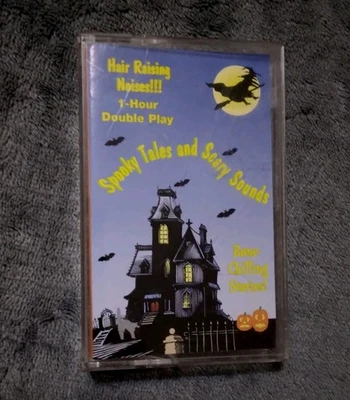 Hair Raising
Noises!!!
1-Hour
Double Play
Spooky Tales and Scary Sounds
Bone
Chilling
Stories!